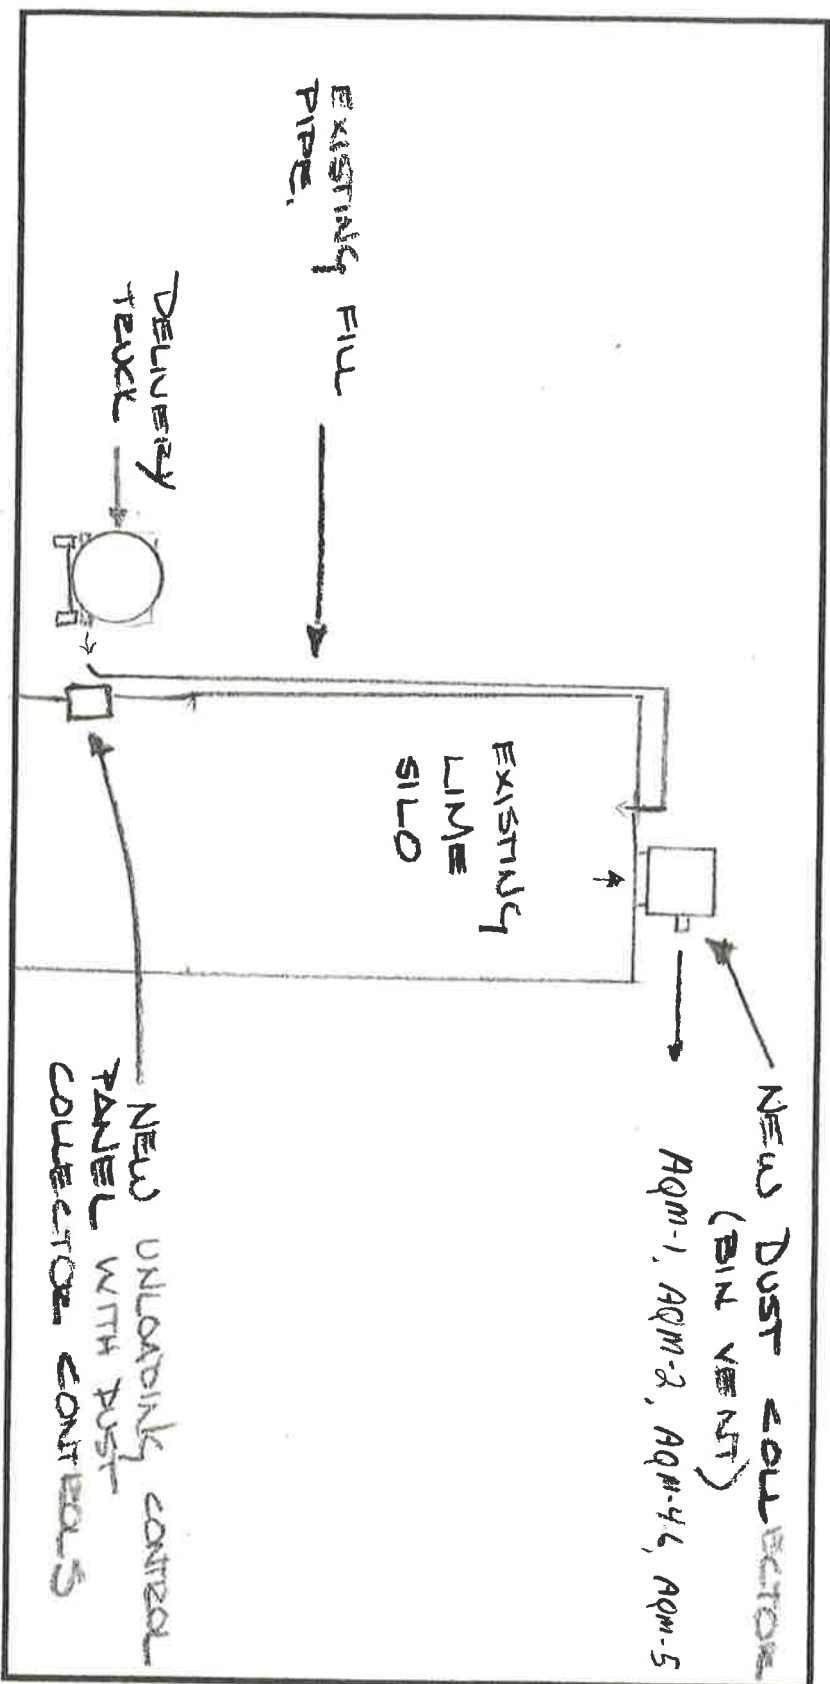 NEW DUST COLLECTOR
(BIN VENT)
AQM-1, AQM-2, AQM-4.6, AQM-5
EXISTING
LIME
SILO
EXISTING FILL
PIPE.
DELIVERY
TRUCK
NEW UNLOADING CONTROL
PANEL WITH DUST
COLLECTOR CONTROLS